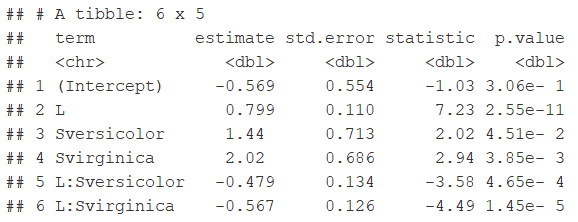 ## # A tibble: 6 x 5
##   term          estimate std.error statistic  p.value
##   <chr>            <dbl>     <dbl>     <dbl>    <dbl>
## 1 (Intercept)     -0.569     0.554     -1.03 3.06e- 1
## 2 L                0.799     0.110      7.23 2.55e-11
## 3 Sversicolor      1.44      0.713      2.02 4.51e- 2
## 4 Svirginica       2.02      0.686      2.94 3.85e- 3
## 5 L:Sversicolor   -0.479     0.134     -3.58 4.65e- 4
## 6 L:Svirginica    -0.567     0.126     -4.49 1.45e- 5